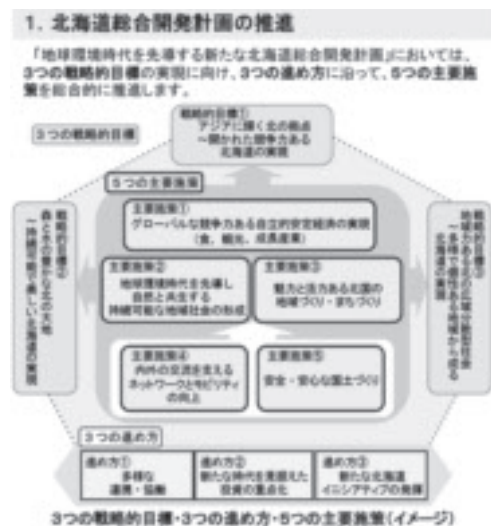 1. 北海道総合開発計画の推進
「地球環境時代を先導する新たな北海道総合開発計画」においては、
3つの戦略的目標の実現に向け、3つの進め方に沿って、5つの主要施
策を総合的に推進します。
3つの戦略的目標
戦略的目標①
アジアに輝く北の拠点
～開かれた競争力ある
北海道の実現
戦略的目標②
森と水の豊かな北の大地
～持続可能で美しい北海道の実現
戦略的目標③
地域力ある北の広域分散型社会
～多様で個性ある地域から成る
北海道の実現
5つの主要施策
主要施策①
グローバルな競争力ある自立的安定経済の実現
(食、観光、成長産業)
主要施策②
地球環境時代を先導し
自然と共生する
持続可能な地域社会の形成
主要施策③
魅力と活力ある北国の
地域づくり・まちづくり
主要施策④
内外の交流を支える
ネットワークとモビリティ
の向上
主要施策⑤
安全・安心な国土づくり
3つの進め方
進め方①
多様な
連携・協働
進め方②
新たな時代を見据えた
投資の重点化
進め方③
新たな北海道
イニシアティブの発揮
3つの戦略的目標・3つの進め方・5つの主要施策(イメージ)